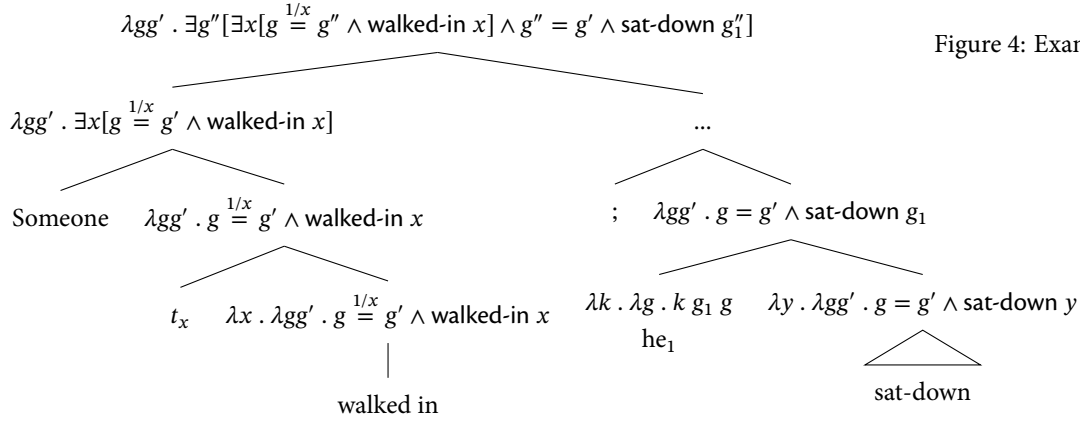 λgg′ . ∃g″[∃x[g =^{1/x} g″ ∧ walked-in x] ∧ g″ = g′ ∧ sat-down g″₁]
Figure 4: Exar
λgg′ . ∃x[g =^{1/x} g′ ∧ walked-in x]
...
Someone λgg′ . g =^{1/x} g′ ∧ walked-in x
; λgg′ . g = g′ ∧ sat-down g₁
tₓ λx . λgg′ . g =^{1/x} g′ ∧ walked-in x
λk . λg . k g₁ g λy . λgg′ . g = g′ ∧ sat-down y
he₁
walked in
sat-down